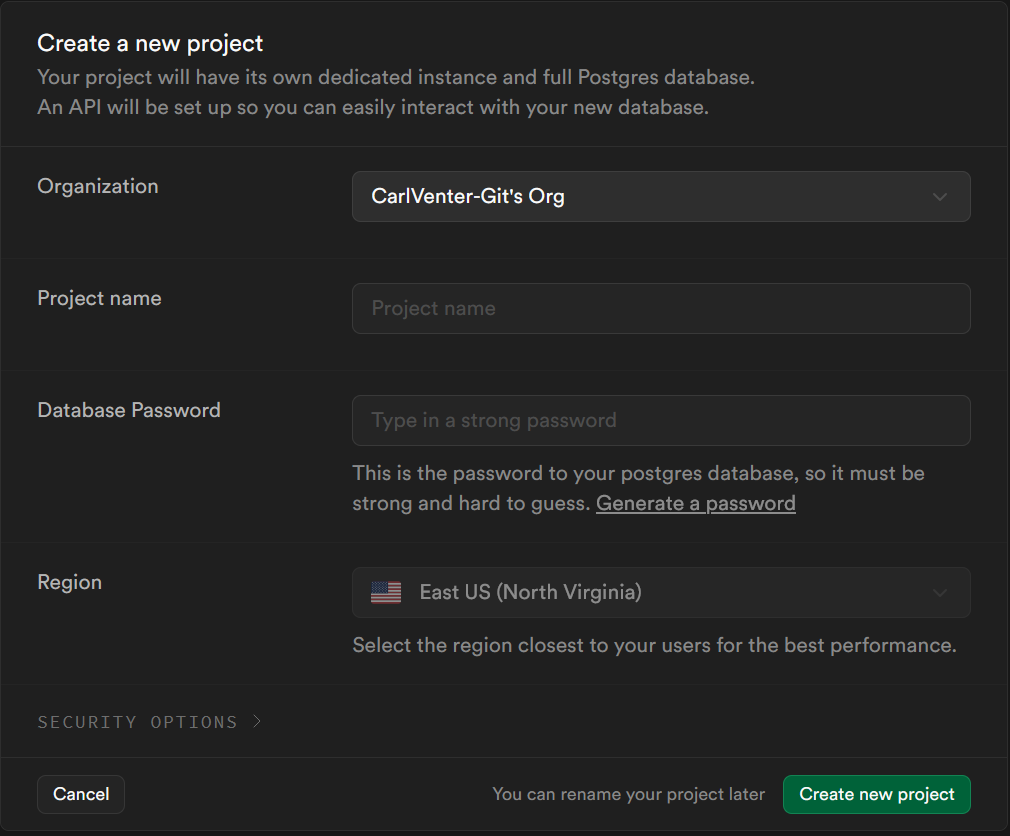 Create a new project
Your project will have its own dedicated instance and full Postgres database.
An API will be set up so you can easily interact with your new database.
Organization
CarlVenter-Git's Org
Project name
Project name
Database Password
Type in a strong password
This is the password to your postgres database, so it must be
strong and hard to guess. Generate a password
Region
East US (North Virginia)
Select the region closest to your users for the best performance.
SECURITY OPTIONS
Cancel
You can rename your project later
Create new project